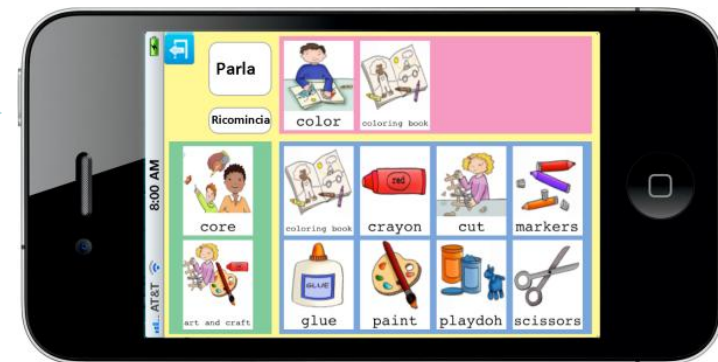 8:00 AM
AT&T
Parla
Ricomincia
color
coloring book
core
art and craft
coloring book
crayon
red
cut
markers
glue
GLUE
paint
playdoh
scissors